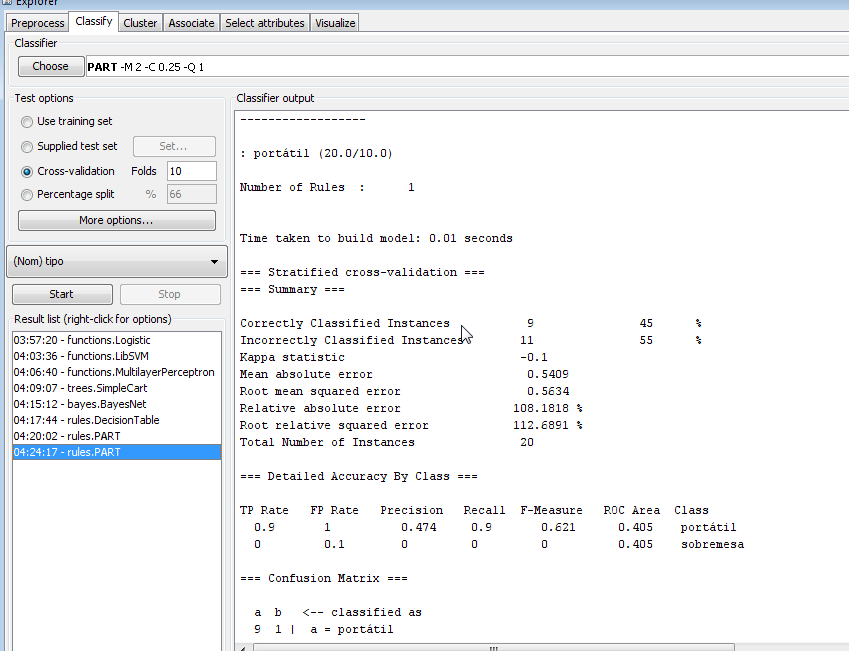 Explorer
Preprocess Classify Cluster Associate Select attributes Visualize
Classifier
Choose PART -M 2 -C 0.25 -Q 1
Test options
Use training set
Supplied test set Set...
Cross-validation Folds 10
Percentage split % 66
More options...
(Nom) tipo
Start Stop
Result list (right-click for options)
03:57:20 - functions.Logistic
04:03:36 - functions.LibSVM
04:06:40 - functions.MultilayerPerceptron
04:09:07 - trees.SimpleCart
04:15:12 - bayes.BayesNet
04:17:44 - rules.DecisionTable
04:20:02 - rules.PART
04:24:17 - rules.PART
Classifier output
------------------
: portátil (20.0/10.0)
Number of Rules : 1
Time taken to build model: 0.01 seconds
=== Stratified cross-validation ===
=== Summary ===
Correctly Classified Instances 9 45 %
Incorrectly Classified Instances 11 55 %
Kappa statistic -0.1
Mean absolute error 0.5409
Root mean squared error 0.5634
Relative absolute error 108.1818 %
Root relative squared error 112.6891 %
Total Number of Instances 20
=== Detailed Accuracy By Class ===
TP Rate FP Rate Precision Recall F-Measure ROC Area Class
0.9 1 0.474 0.9 0.621 0.405 portátil
0 0.1 0 0 0 0.405 sobremesa
=== Confusion Matrix ===
a b <-- classified as
9 1 | a = portátil